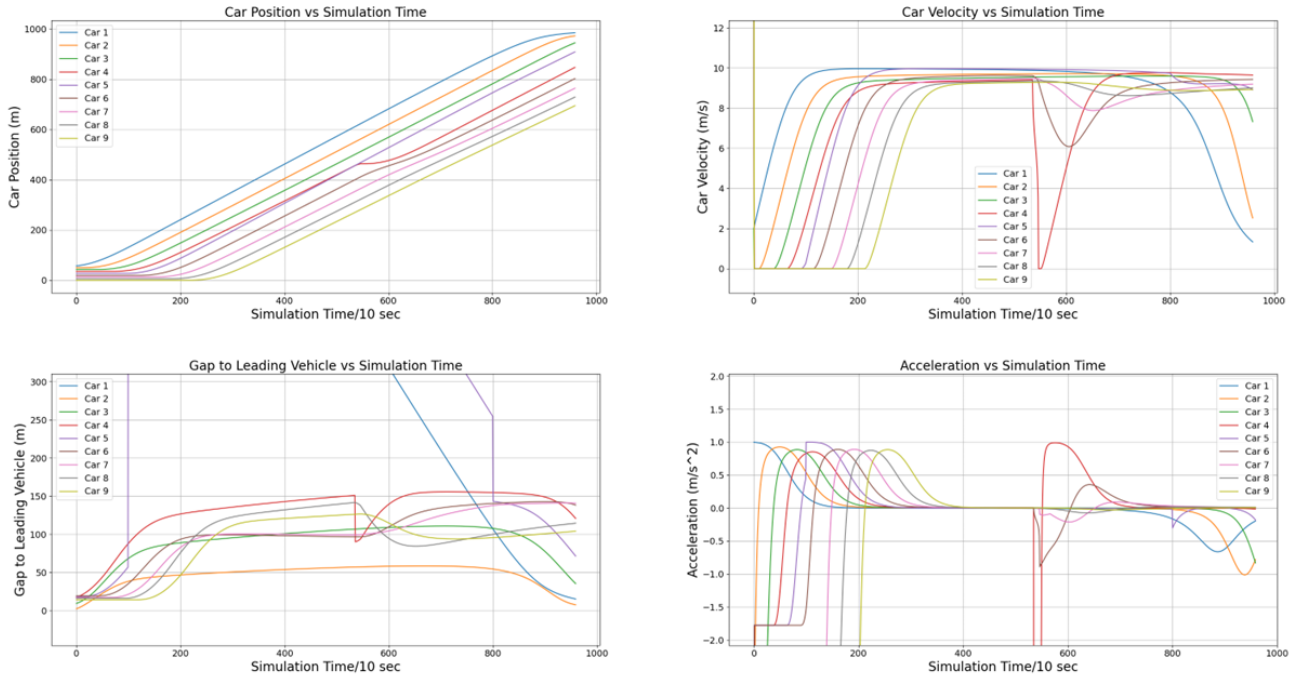 Car Position vs Simulation Time
Car Position (m)
1000
800
600
400
200
0
Car 1
Car 2
Car 3
Car 4
Car 5
Car 6
Car 7
Car 8
Car 9
0 200 400 600 800 1000
Simulation Time/10 sec
Car Velocity vs Simulation Time
Car Velocity (m/s)
12
10
8
6
4
2
0
Car 1
Car 2
Car 3
Car 4
Car 5
Car 6
Car 7
Car 8
Car 9
0 200 400 600 800 1000
Simulation Time/10 sec
Gap to Leading Vehicle vs Simulation Time
Gap to Leading Vehicle (m)
300
250
200
150
100
50
0
Car 1
Car 2
Car 3
Car 4
Car 5
Car 6
Car 7
Car 8
Car 9
0 200 400 600 800 1000
Simulation Time/10 sec
Acceleration vs Simulation Time
Acceleration (m/s^2)
2.0
1.5
1.0
0.5
0.0
−0.5
−1.0
−1.5
−2.0
Car 1
Car 2
Car 3
Car 4
Car 5
Car 6
Car 7
Car 8
Car 9
0 200 400 600 800 1000
Simulation Time/10 sec